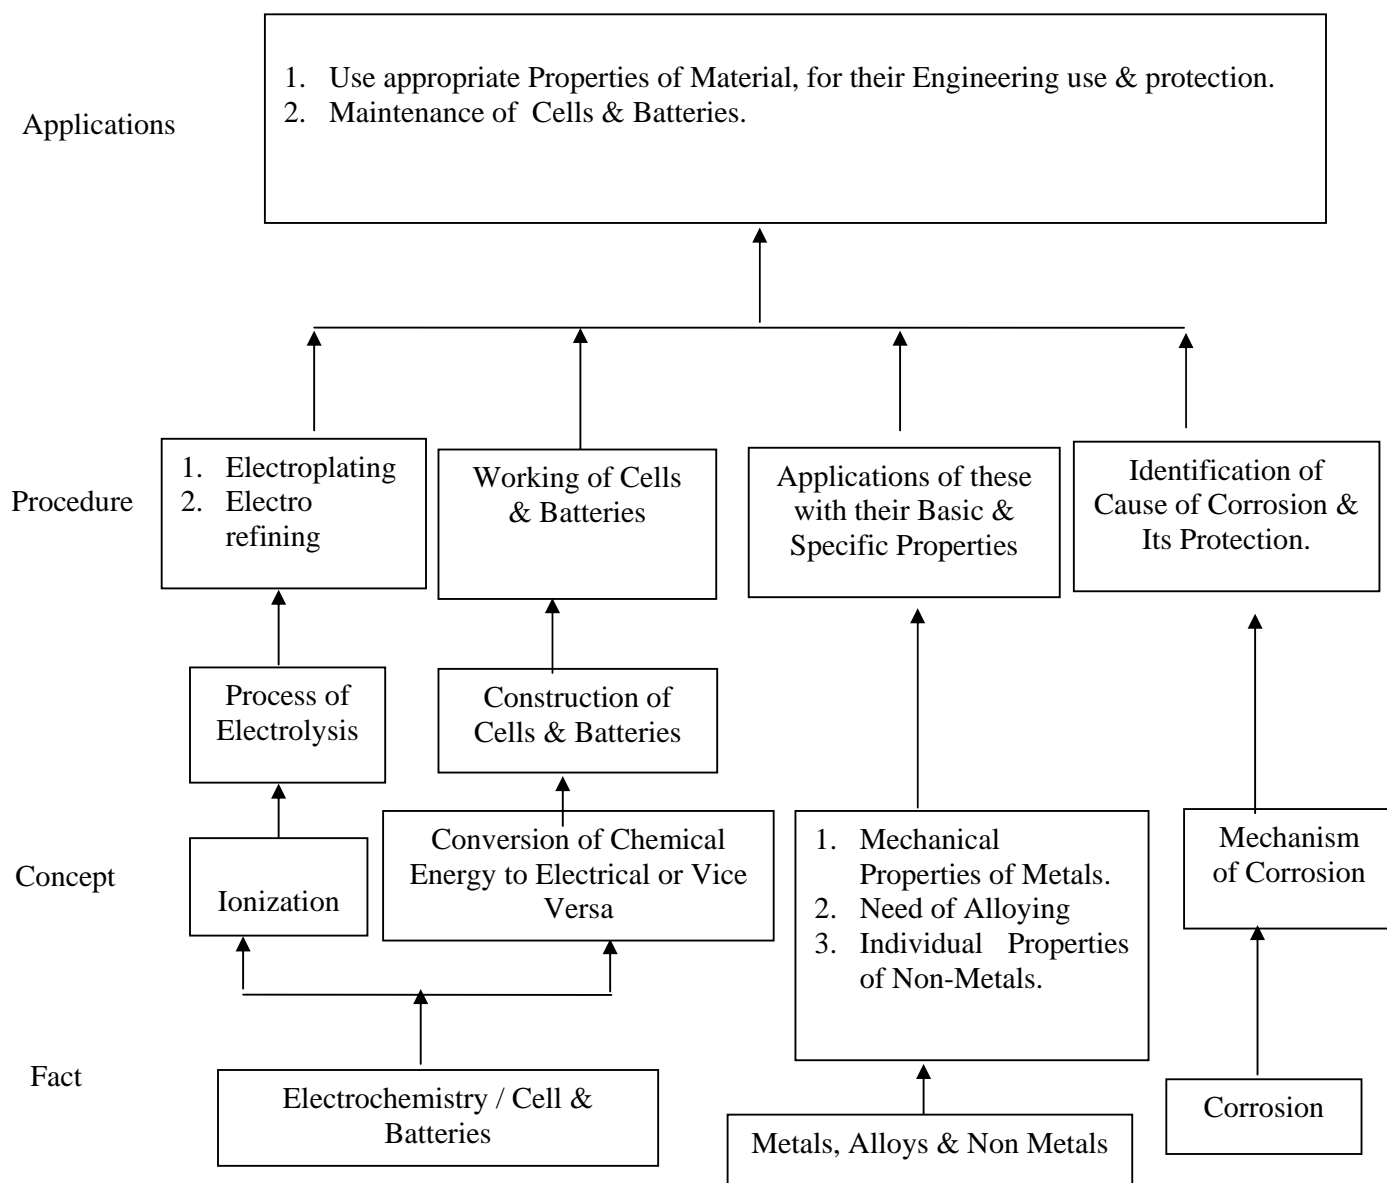 1. Use appropriate Properties of Material, for their Engineering use & protection.
2. Maintenance of Cells & Batteries.
Applications
1. Electroplating
2. Electro
refining
Working of Cells
& Batteries
Applications of these
with their Basic &
Specific Properties
Identification of
Cause of Corrosion &
Its Protection.
Procedure
Process of
Electrolysis
Construction of
Cells & Batteries
Ionization
Conversion of Chemical
Energy to Electrical or Vice
Versa
1. Mechanical
Properties of Metals.
2. Need of Alloying
3. Individual Properties
of Non-Metals.
Mechanism
of Corrosion
Concept
Fact
Electrochemistry / Cell &
Batteries
Metals, Alloys & Non Metals
Corrosion